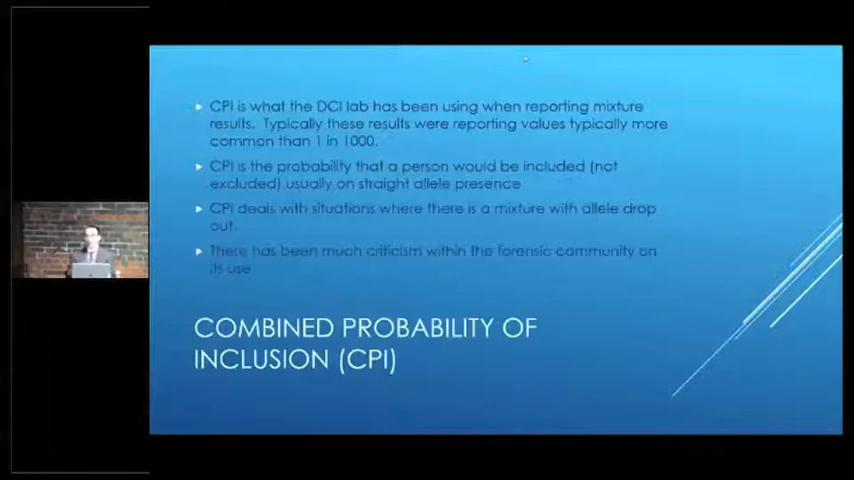 CPI is what the DCI lab has been using when reporting mixture
results. Typically these results were reporting values typically more
common than 1 in 1000.
CPI is the probability that a person would be included (not
excluded) usually on straight allele presence
CPI deals with situations where there is a mixture with allele drop
out.
There has been much criticism within the forensic community on
its use
COMBINED PROBABILITY OF
INCLUSION (CPI)